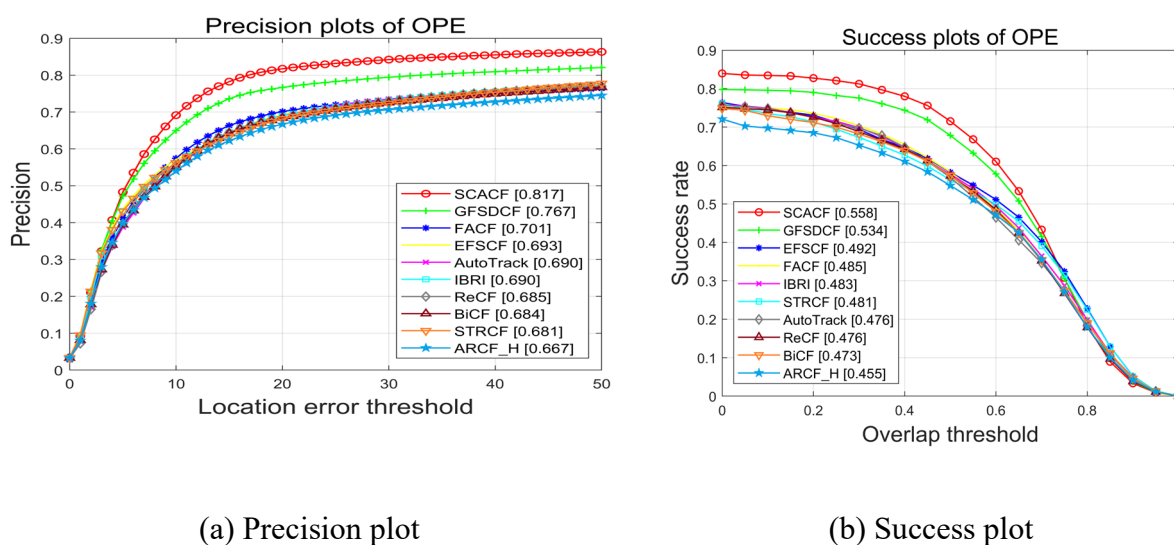 Precision plots of OPE
0.9
0.8
0.7
0.6
0.5
0.4
0.3
0.2
0.1
0
Precision
SCACF [0.817]
GFSDCF [0.767]
FACF [0.701]
EFSCF [0.693]
AutoTrack [0.690]
IBRI [0.690]
ReCF [0.685]
BiCF [0.684]
STRCF [0.681]
ARCF_H [0.667]
0 10 20 30 40 50
Location error threshold
(a) Precision plot
Success plots of OPE
0.9
0.8
0.7
0.6
0.5
0.4
0.3
0.2
0.1
0
Success rate
SCACF [0.558]
GFSDCF [0.534]
EFSCF [0.492]
FACF [0.485]
IBRI [0.483]
STRCF [0.481]
AutoTrack [0.476]
ReCF [0.476]
BiCF [0.473]
ARCF_H [0.455]
0 0.2 0.4 0.6 0.8
Overlap threshold
(b) Success plot